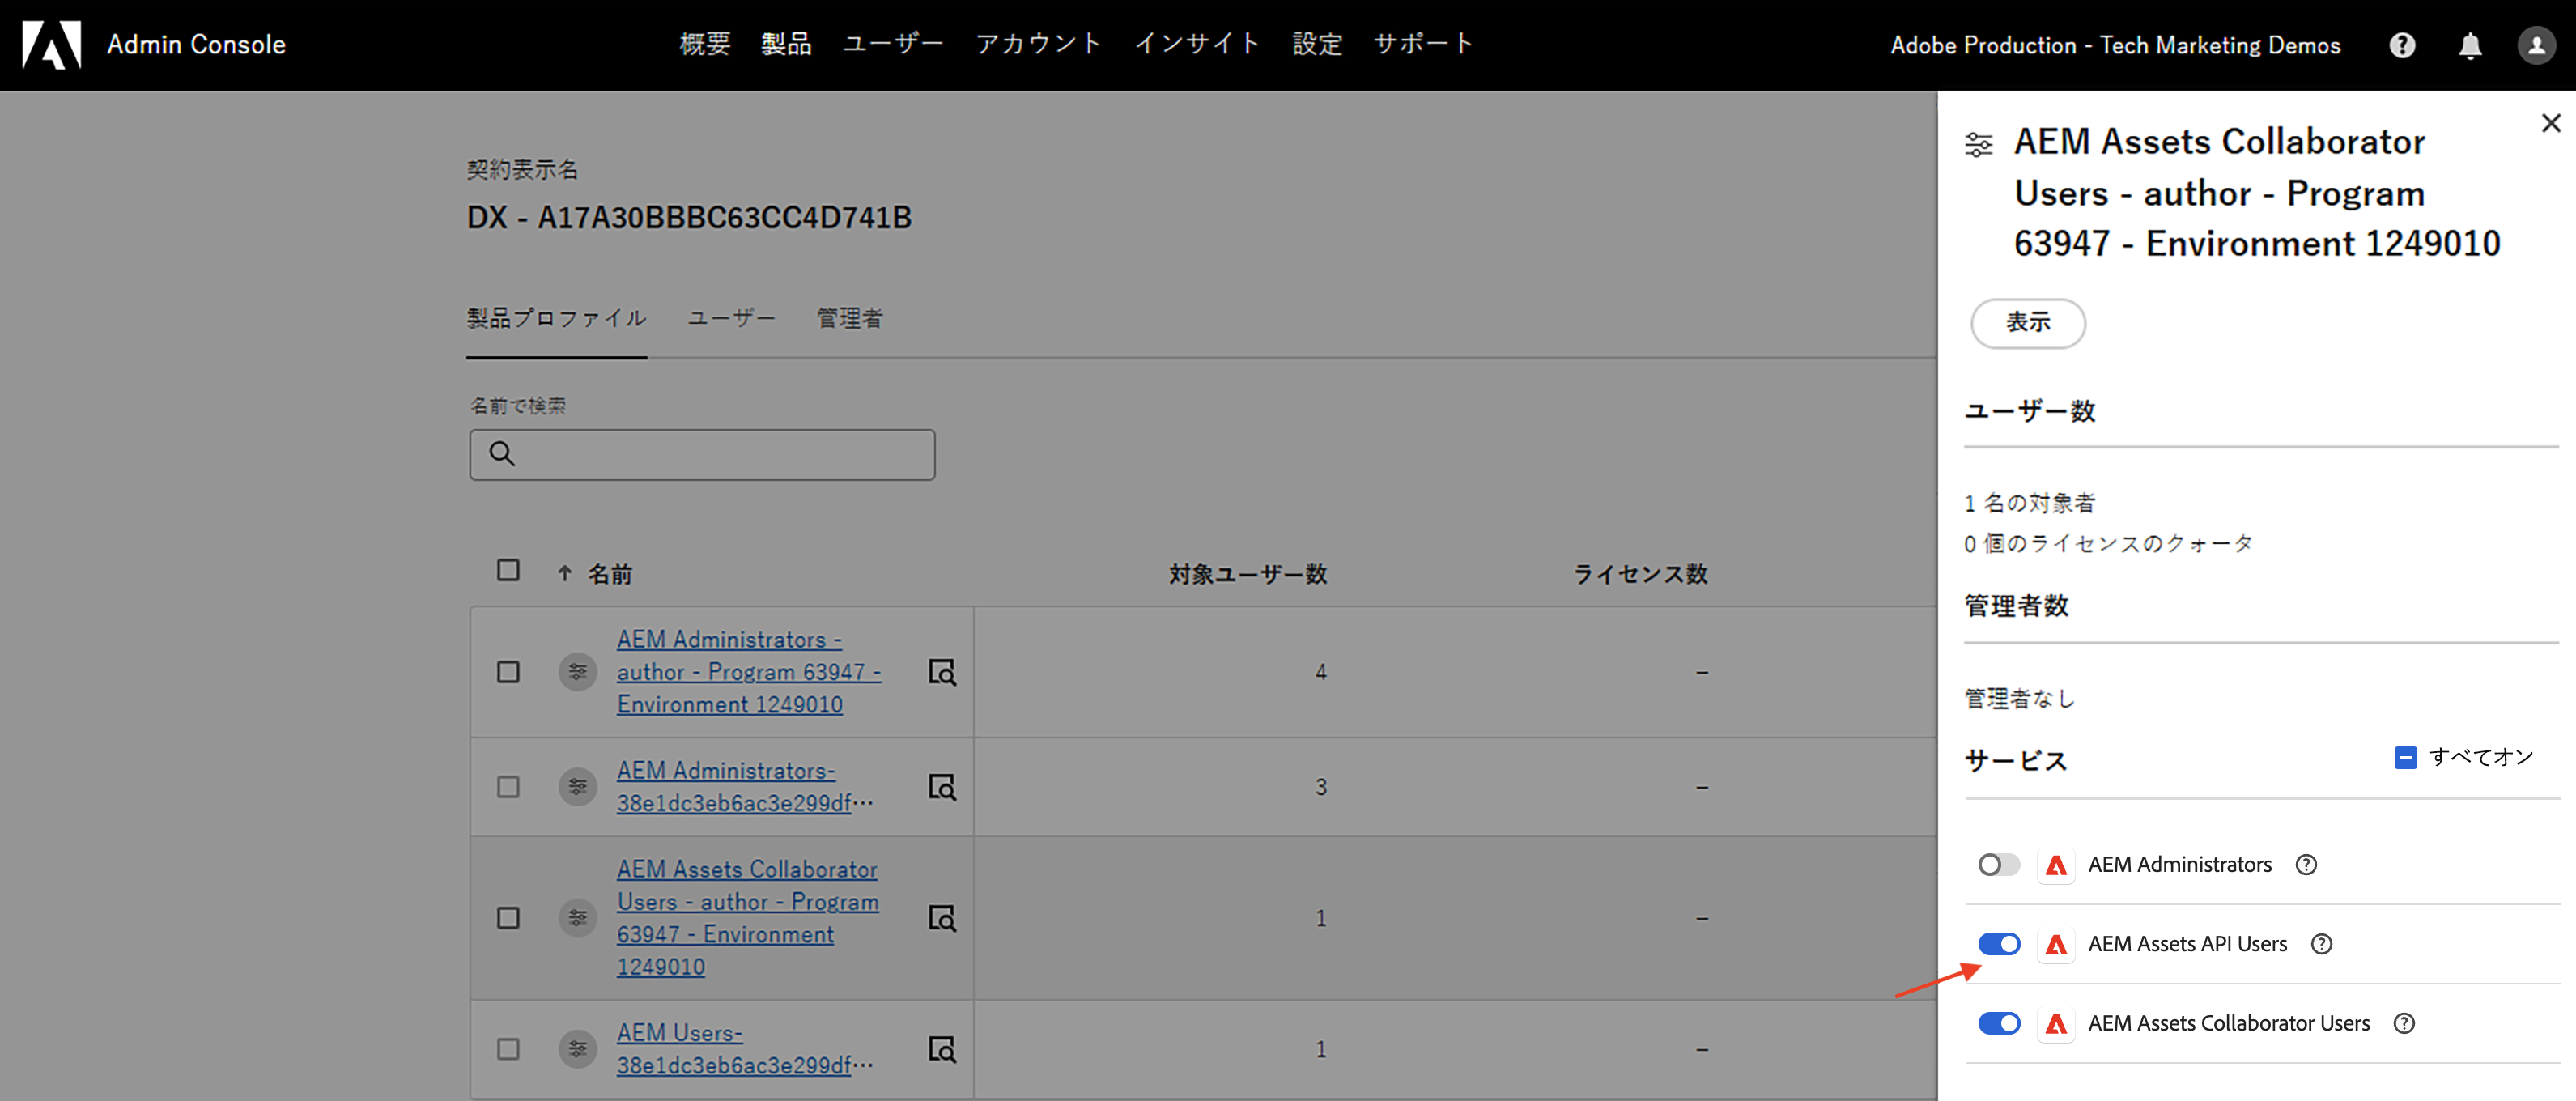 Admin Console
概要 製品 ユーザー アカウント インサイト 設定 サポート
Adobe Production - Tech Marketing Demos
契約表示名
DX - A17A30BBBC63CC4D741B
製品プロファイル ユーザー 管理者
名前で検索
名前 対象ユーザー数 ライセンス数
AEM Administrators -
author - Program 63947 -
Environment 1249010
4 –
AEM Administrators-
38e1dc3eb6ac3e299df…
3 –
AEM Assets Collaborator
Users - author - Program
63947 - Environment
1249010
1 –
AEM Users-
38e1dc3eb6ac3e299df…
1 –
AEM Assets Collaborator
Users - author - Program
63947 - Environment 1249010
表示
ユーザー数
1 名の対象者
0 個のライセンスのクォータ
管理者数
管理者なし
サービス すべてオン
AEM Administrators
AEM Assets API Users
AEM Assets Collaborator Users